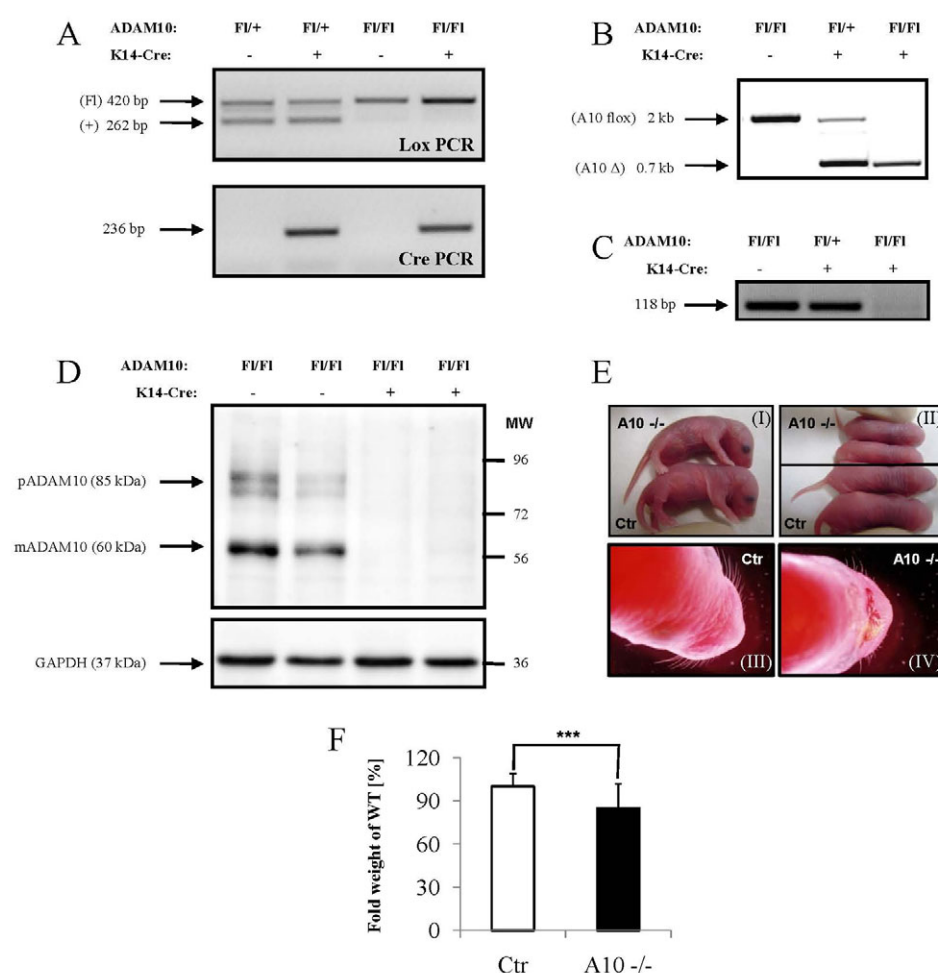 A
ADAM10: Fl/+ Fl/+ Fl/Fl Fl/Fl
K14-Cre: - + - +
(Fl) 420 bp
(+) 262 bp
Lox PCR
236 bp
Cre PCR
B
ADAM10: Fl/Fl Fl/+ Fl/Fl
K14-Cre: - + +
(A10 flox) 2 kb
(A10 Δ) 0.7 kb
C
ADAM10: Fl/Fl Fl/+ Fl/Fl
K14-Cre: - + +
118 bp
D
ADAM10: Fl/Fl Fl/Fl Fl/Fl Fl/Fl
K14-Cre: - - + +
MW
pADAM10 (85 kDa)
mADAM10 (60 kDa)
96
72
56
GAPDH (37 kDa)
36
E
A10 -/- (I)
Ctr
A10 -/- (II)
Ctr
Ctr
(III)
A10 -/-
(IV)
F
***
Fold weight of WT [%]
120
90
60
30
0
Ctr A10 -/-